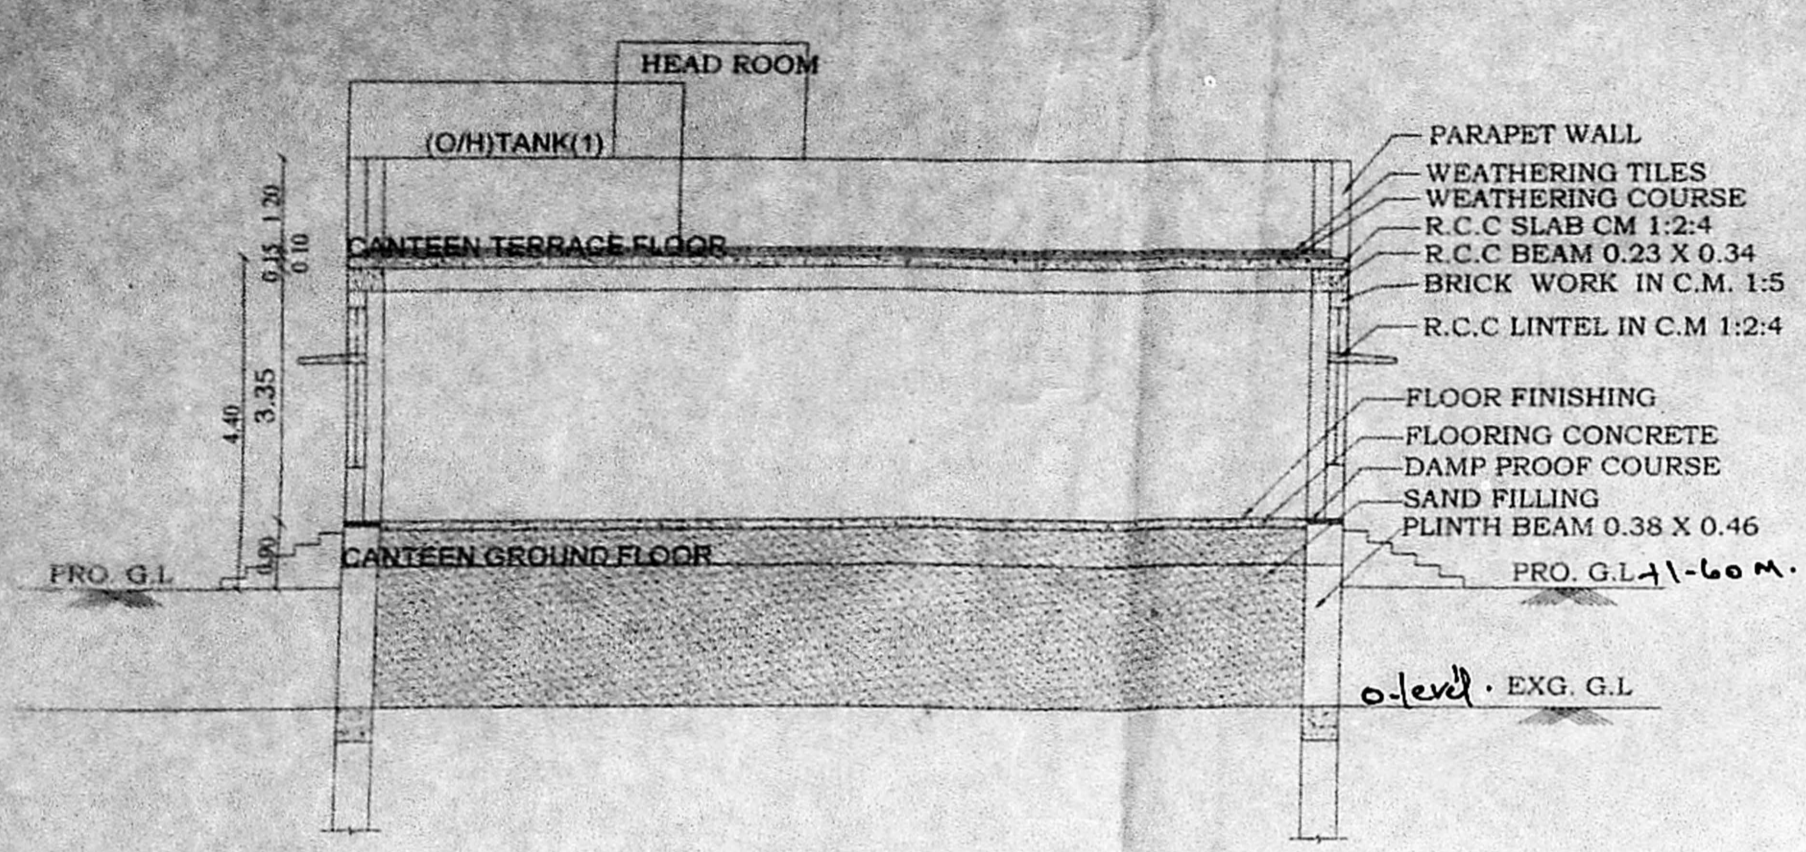 HEAD ROOM
(O/H)TANK(1)
PARAPET WALL
WEATHERING TILES
WEATHERING COURSE
R.C.C SLAB CM 1:2:4
R.C.C BEAM 0.23 X 0.34
BRICK WORK IN C.M. 1:5
R.C.C LINTEL IN C.M 1:2:4
1.20
CANTEEN TERRACE FLOOR
0.15
0.10
4.40
3.35
FLOOR FINISHING
FLOORING CONCRETE
DAMP PROOF COURSE
SAND FILLING
PLINTH BEAM 0.38 X 0.46
CANTEEN GROUND FLOOR
0.90
PRO. G.L
PRO. G.L +1-60 M.
0-level. EXG. G.L